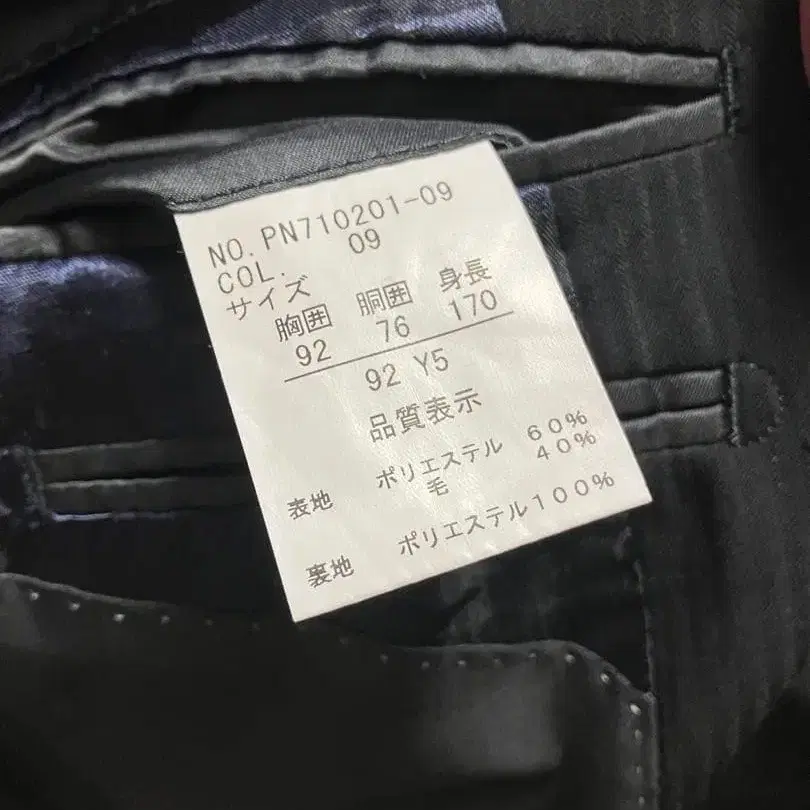 NO. PN710201-09
COL. 09
サイズ
胸囲 胴囲 身長
92 76 170
92 Y5
品質表示
表地 ポリエステル 60%
毛 40%
裏地 ポリエステル100%